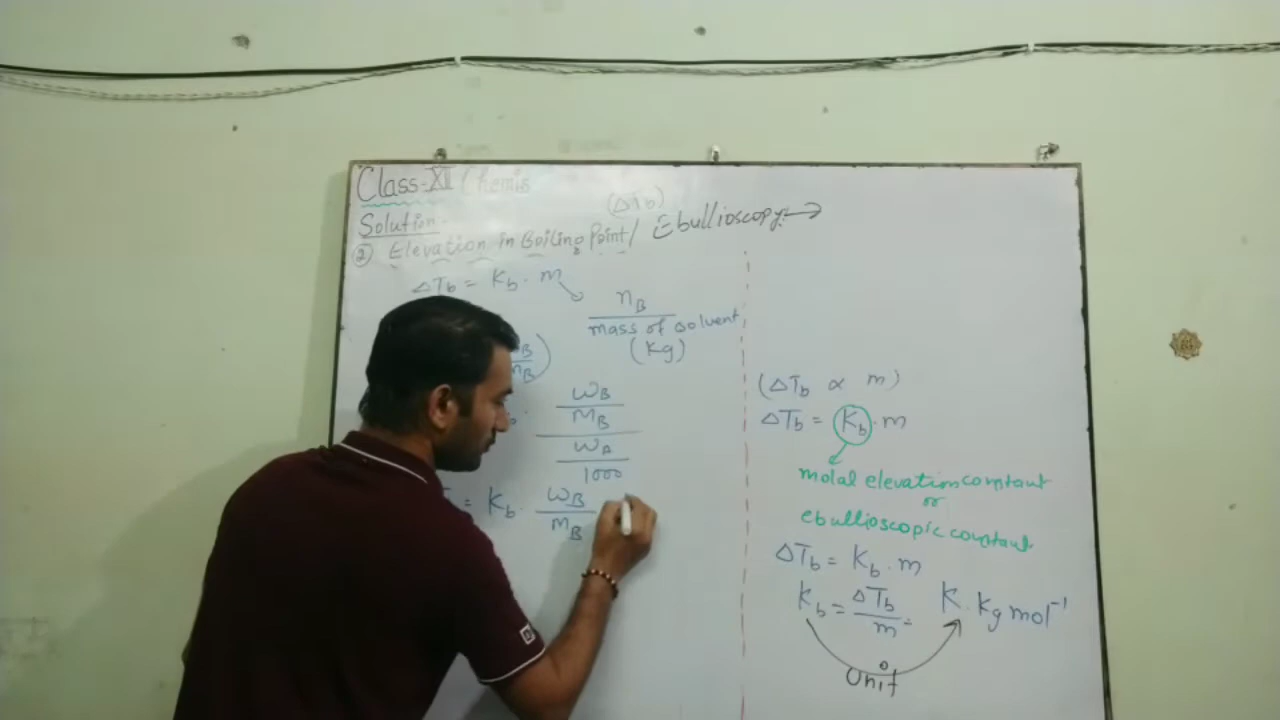 Class-XII Chemis
Solution-
(ΔTb)
② Elevation in Boiling Point / Ebullioscopy:→
ΔTb = Kb · m
nB
mass of solvent
(Kg)
wB
MB
wA
1000
= Kb · wB
MB
(ΔTb ∝ m)
ΔTb = Kb · m
molal elevation constant
or
ebullioscopic constant
ΔTb = Kb · m
Kb = ΔTb = K · Kg mol⁻¹
m
Unit